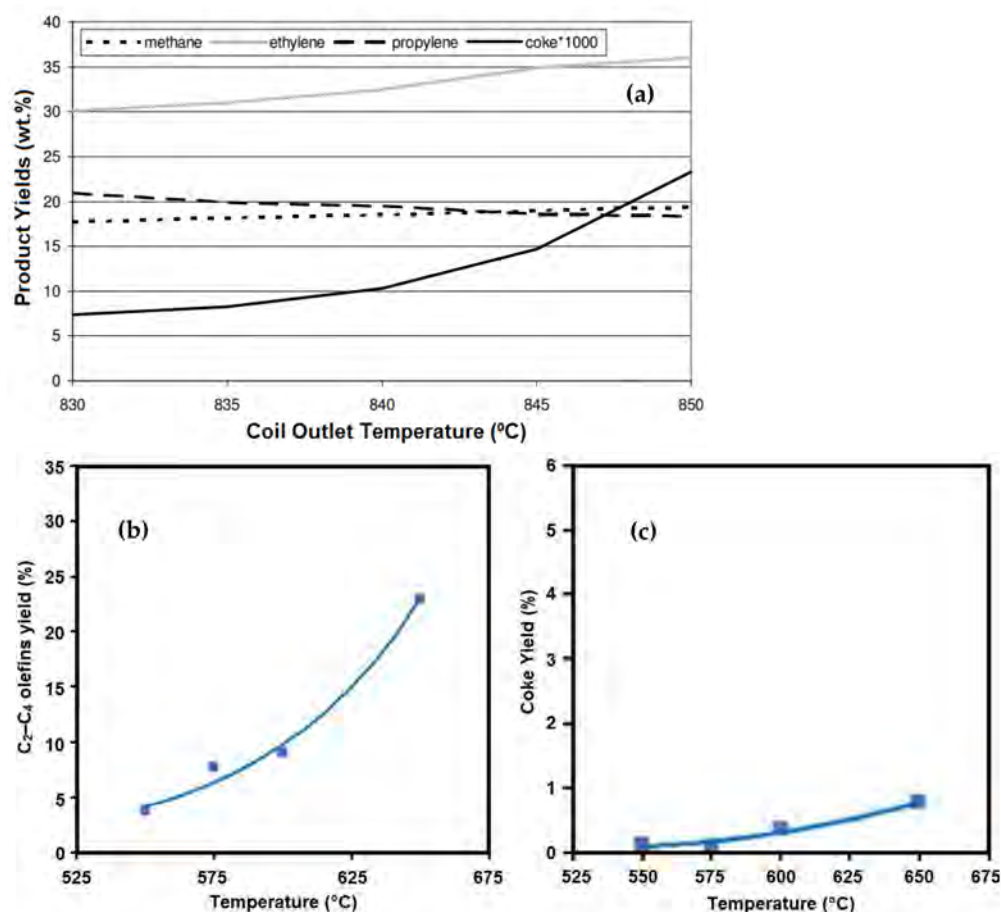 40
methane ethylene propylene coke*1000
35
(a)
30
25
20
15
10
5
0
830 835 840 845 850
Product Yields (wt.%)
Coil Outlet Temperature (ºC)
35
(b)
30
25
20
15
10
5
0
525 575 625 675
C₂–C₄ olefins yield (%)
Temperature (°C)
6
(c)
5
4
3
2
1
0
525 550 575 600 625 650 675
Coke Yield (%)
Temperature (°C)